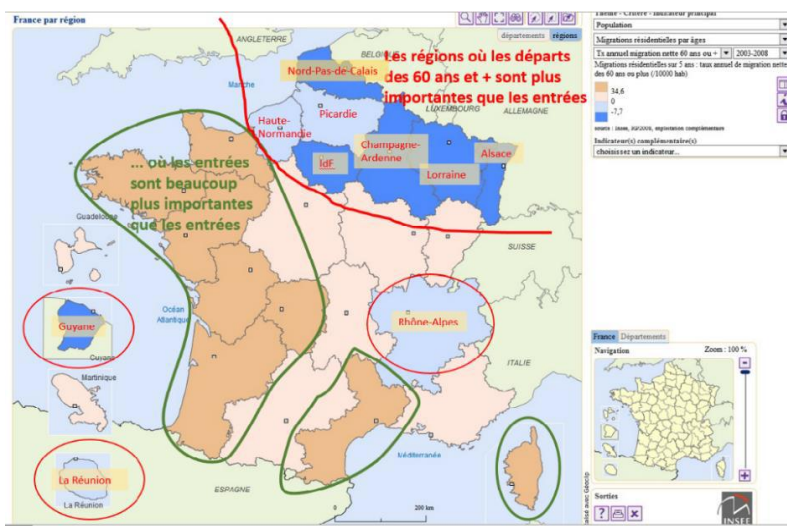 France par région
ANGLETERRE
BELGIQUE
départements
régions
Les régions où les départs
des 60 ans et + sont plus
importantes que les entrées
Nord-Pas-de-Calais
Manche
LUXEMBOURG
ALLEMAGNE
Haute-
Normandie
Picardie
Champagne-
Ardenne
IdF
Lorraine
Alsace
... où les entrées
sont beaucoup
plus importantes
que les entrées
Guadeloupe
SUISSE
Océan
Atlantique
Rhône-Alpes
Guyane
Guyane
ITALIE
Martinique
Méditerranée
La Réunion
La Réunion
ESPAGNE
0
200 km
Thème - Critère - Indicateur principal
Population
Migrations résidentielles par âges
Tx annuel migration nette 60 ans ou +
2003-2008
Migrations résidentielles sur 5 ans : taux annuel de migration nette
des 60 ans ou plus (/10000 hab)
34,6
0
-7,7
source : Insee, RP2008, exploitation complémentaire
Indicateur(s) complémentaire(s)
choisissez un indicateur...
France
Départements
Navigation
Zoom : 100 %
Sorties
?
INSEE